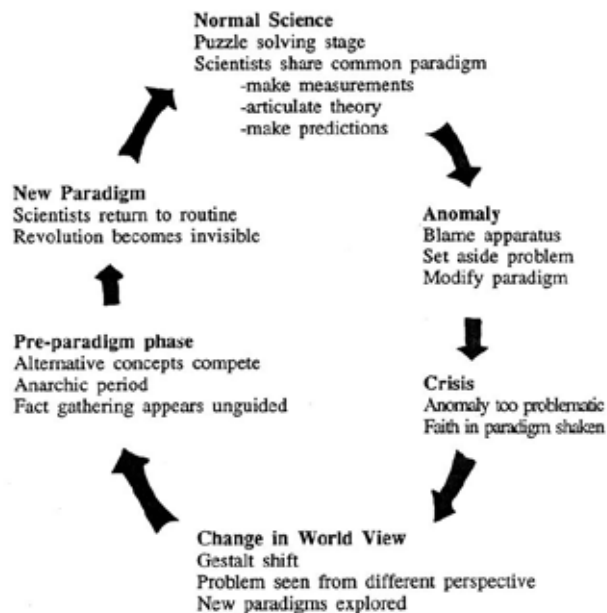 Normal Science
Puzzle solving stage
Scientists share common paradigm
-make measurements
-articulate theory
-make predictions
Anomaly
Blame apparatus
Set aside problem
Modify paradigm
Crisis
Anomaly too problematic
Faith in paradigm shaken
Change in World View
Gestalt shift
Problem seen from different perspective
New paradigms explored
Pre-paradigm phase
Alternative concepts compete
Anarchic period
Fact gathering appears unguided
New Paradigm
Scientists return to routine
Revolution becomes invisible